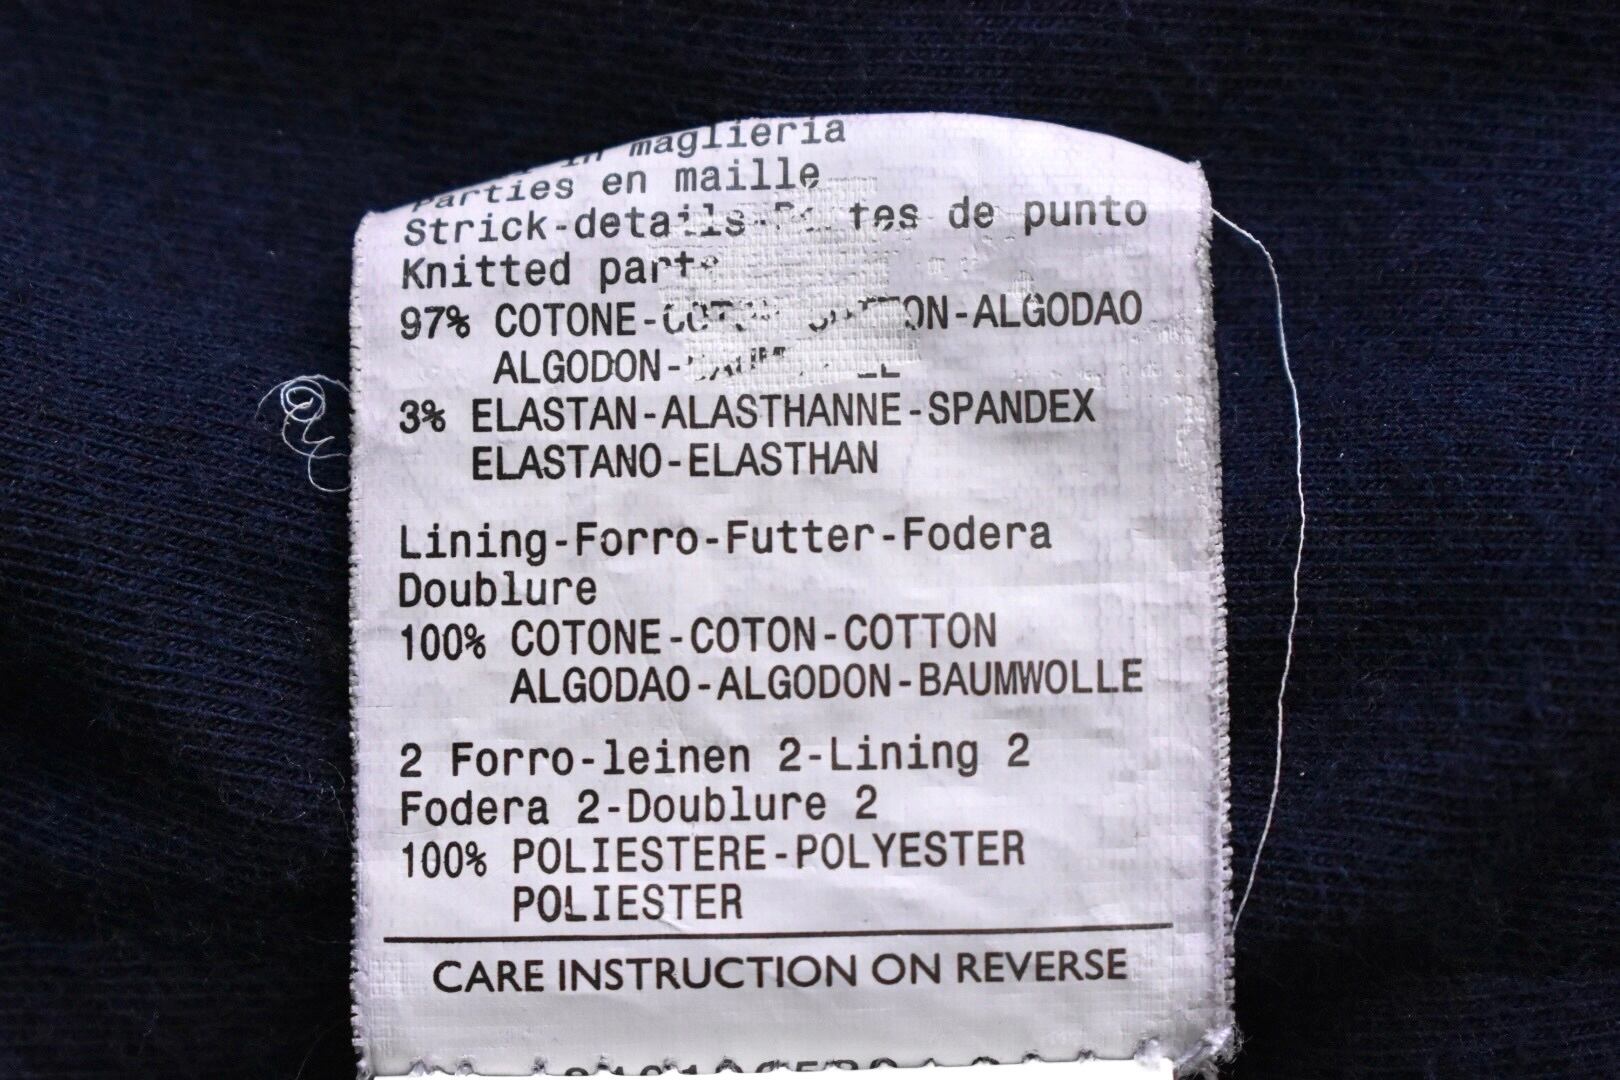 in maglieria
Parties en maille
Strick-details- tes de punto
Knitted parts
97% COTONE- ON-ALGODAO
ALGODON-
3% ELASTAN-ALASTHANNE-SPANDEX
ELASTANO-ELASTHAN
Lining-Forro-Futter-Fodera
Doublure
100% COTONE-COTON-COTTON
ALGODAO-ALGODON-BAUMWOLLE
2 Forro-leinen 2-Lining 2
Fodera 2-Doublure 2
100% POLIESTERE-POLYESTER
POLIESTER
CARE INSTRUCTION ON REVERSE